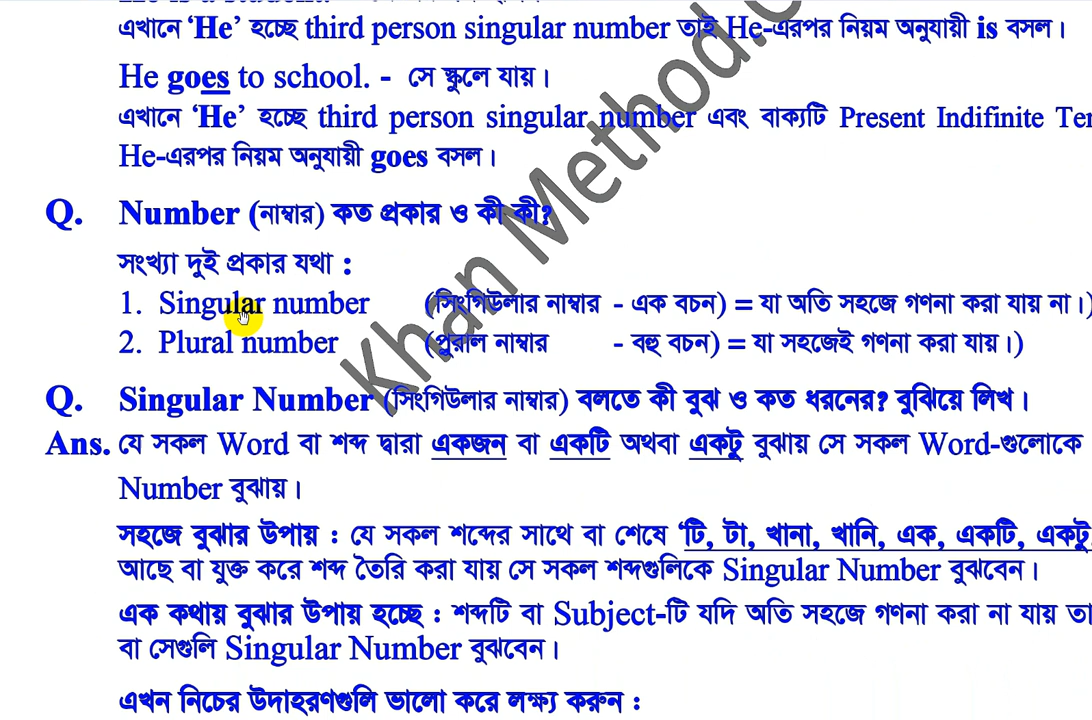 এখানে 'He' হচ্ছে third person singular number তাই He-এরপর নিয়ম অনুযায়ী is বসল।
He goes to school. - সে স্কুলে যায়।
এখানে 'He' হচ্ছে third person singular number এবং বাক্যটি Present Indifinite Ten
He-এরপর নিয়ম অনুযায়ী goes বসল।
Q. Number (নাম্বার) কত প্রকার ও কী কী?
সংখ্যা দুই প্রকার যথা :
1. Singular number (সিংগিউলার নাম্বার - এক বচন) = যা অতি সহজে গণনা করা যায় না।)
2. Plural number (প্লুরাল নাম্বার - বহু বচন) = যা সহজেই গণনা করা যায়।)
Q. Singular Number (সিংগিউলার নাম্বার) বলতে কী বুঝ ও কত ধরনের? বুঝিয়ে লিখ।
Ans. যে সকল Word বা শব্দ দ্বারা একজন বা একটি অথবা একটু বুঝায় সে সকল Word-গুলোকে
Number বুঝায়।
সহজে বুঝার উপায় : যে সকল শব্দের সাথে বা শেষে 'টি, টা, খানা, খানি, এক, একটি, একটু
আছে বা যুক্ত করে শব্দ তৈরি করা যায় সে সকল শব্দগুলিকে Singular Number বুঝবেন।
এক কথায় বুঝার উপায় হচ্ছে : শব্দটি বা Subject-টি যদি অতি সহজে গণনা করা না যায় তা
বা সেগুলি Singular Number বুঝবেন।
এখন নিচের উদাহরণগুলি ভালো করে লক্ষ্য করুন :
Khan Method.c